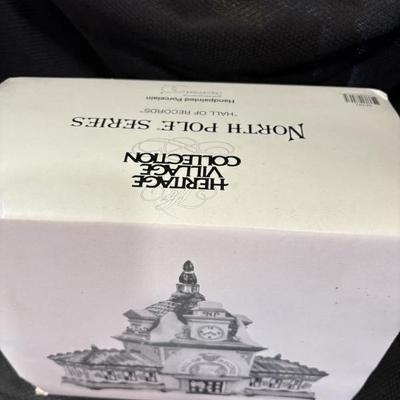 HERITAGE
VILLAGE
COLLECTION
NORTH POLE SERIES
"HALL OF RECORDS"
Handpainted Porcelain